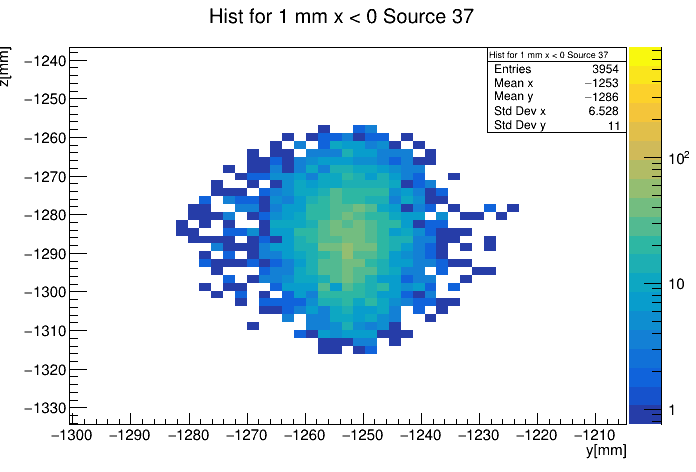 Hist for 1 mm x < 0 Source 37
z[mm]
Hist for 1 mm x < 0 Source 37
Entries 3954
Mean x −1253
Mean y −1286
Std Dev x 6.528
Std Dev y 11
−1240
−1250
−1260
−1270
−1280
−1290
−1300
−1310
−1320
−1330
10²
10
1
−1300 −1290 −1280 −1270 −1260 −1250 −1240 −1230 −1220 −1210
y[mm]